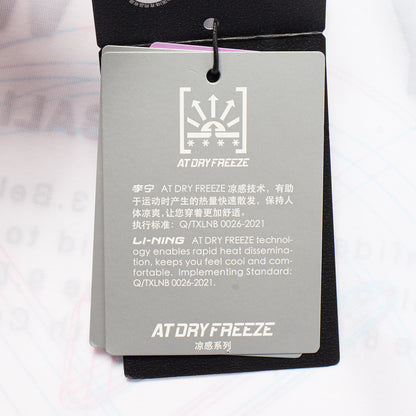 AT DRY FREEZE
李宁 AT DRY FREEZE 凉感技术，有助
于运动时产生的热量快速散发，保持人
体凉爽，让您穿着更加舒适。
执行标准：Q/TXLNB 0026-2021
LI-NING AT DRY FREEZE technol-
ogy enables rapid heat dissemina-
tion, keeps you feel cool and com-
fortable. Implementing Standard:
Q/TXLNB 0026-2021.
AT DRY FREEZE
凉感系列